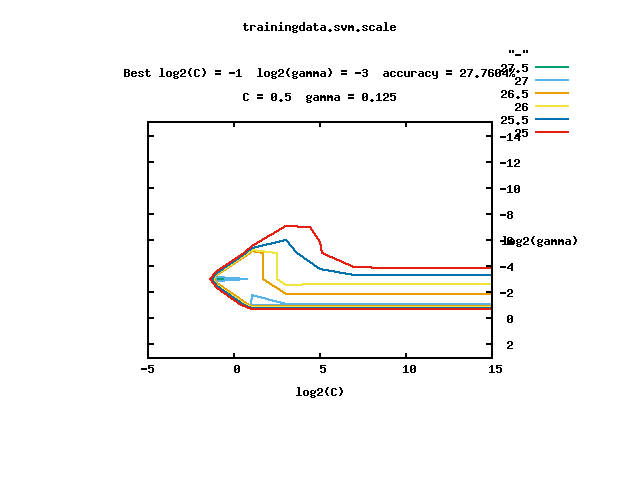 trainingdata.svm.scale
"-"
Best log2(C) = -1  log2(gamma) = -3  accuracy = 27.7604%
27.5
27
C = 0.5  gamma = 0.125
26.5
26
25.5
25
-14
-12
-10
-8
-6
log2(gamma)
-4
-2
0
2
-5 0 5 10 15
log2(C)